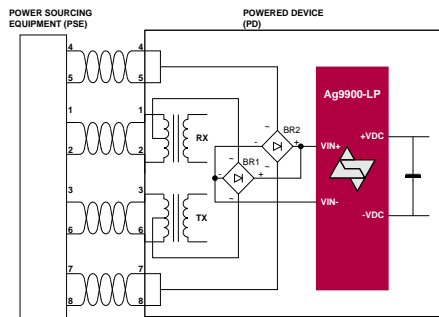 POWER SOURCING
EQUIPMENT (PSE)
POWERED DEVICE
(PD)
4 4
5 5
1 1
2 2
3 3
6 6
7 7
8 8
RX
TX
~
BR2
- +
~
~
BR1
- +
~
Ag9900-LP
VIN+
VIN-
+VDC
-VDC